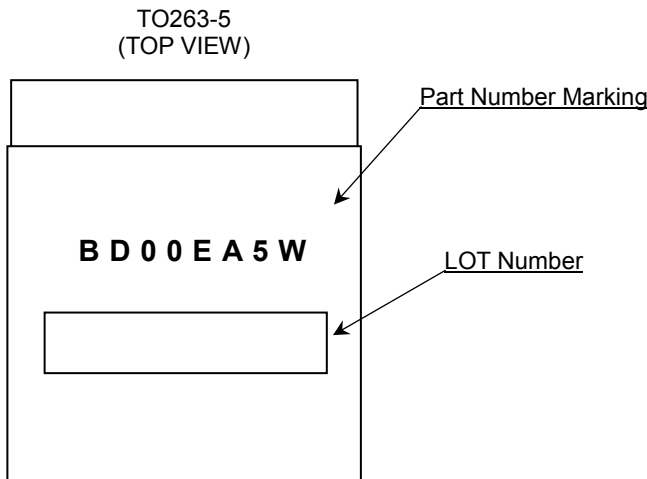 TO263-5
(TOP VIEW)
Part Number Marking
B D 0 0 E A 5 W
LOT Number